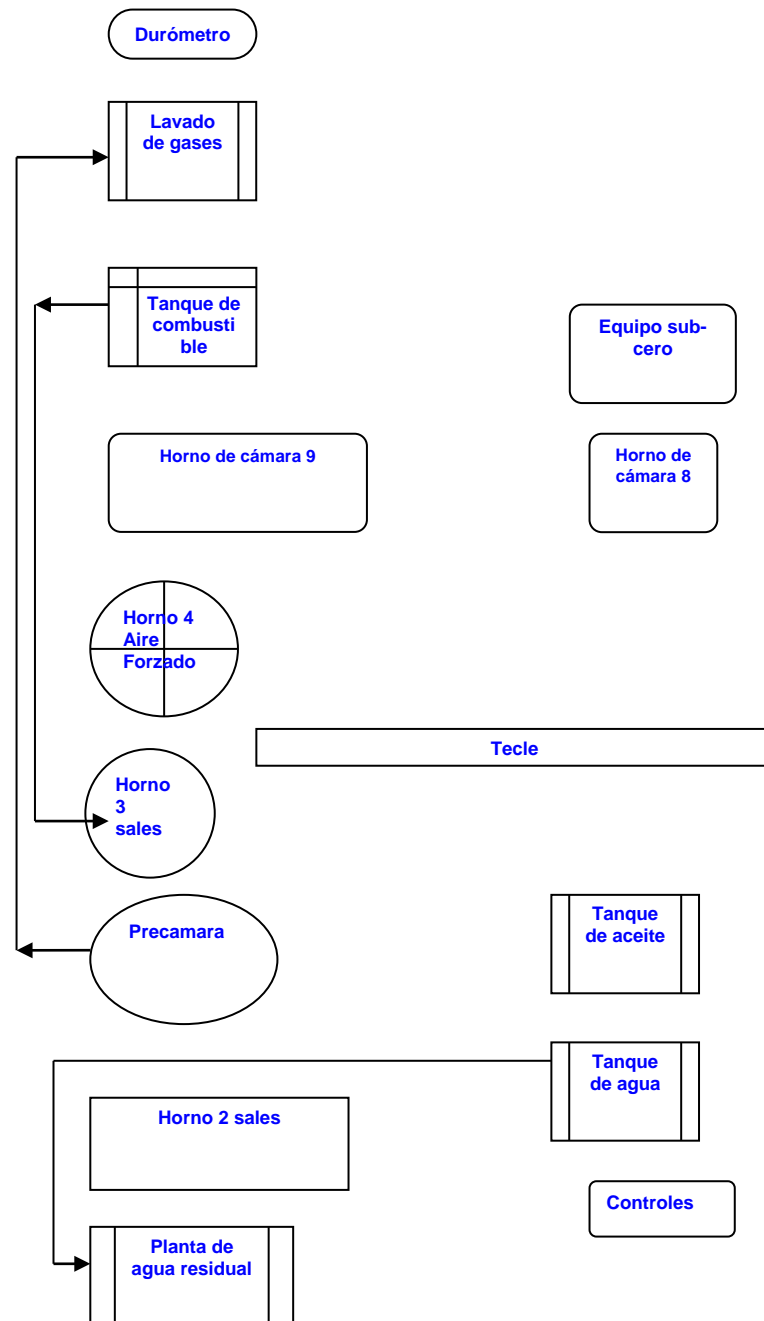 Durómetro
Lavado
de gases
Tanque de
combusti
ble
Equipo sub-
cero
Horno de cámara 9
Horno de
cámara 8
Horno 4
Aire
Forzado
Tecle
Horno
3
sales
Precamara
Tanque
de aceite
Tanque
de agua
Horno 2 sales
Controles
Planta de
agua residual